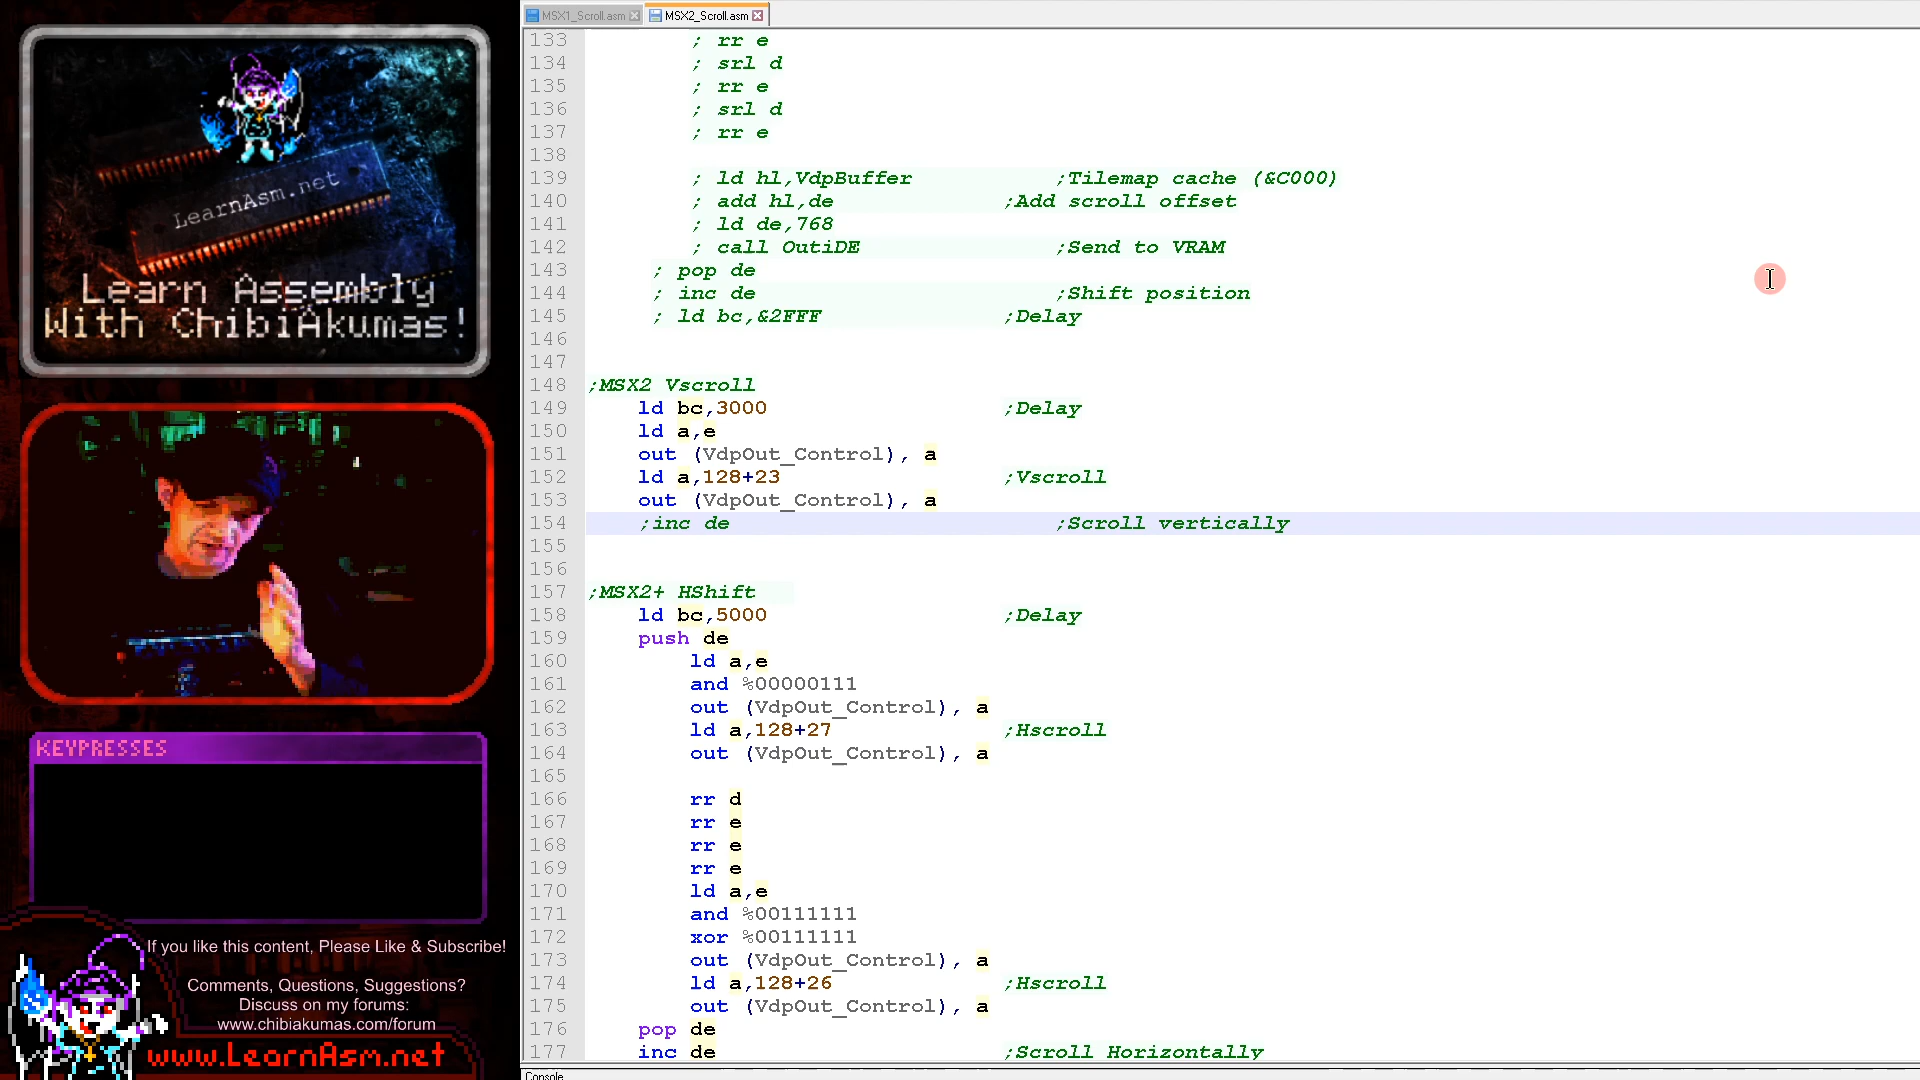 LearnAsm.net
Learn Assembly
With ChibiAkumas!
KEYPRESSES
If you like this content, Please Like & Subscribe!
Comments, Questions, Suggestions?
Discuss on my forums:
www.chibiakumas.com/forum
www.LearnAsm.net
MSX1_Scroll.asm MSX2_Scroll.asm
133 ; rr e
134 ; srl d
135 ; rr e
136 ; srl d
137 ; rr e
138
139 ; ld hl,VdpBuffer ;Tilemap cache (&C000)
140 ; add hl,de ;Add scroll offset
141 ; ld de,768
142 ; call OutiDE ;Send to VRAM
143 ; pop de
144 ; inc de ;Shift position
145 ; ld bc,&2FFF ;Delay
146
147
148 ;MSX2 Vscroll
149 ld bc,3000 ;Delay
150 ld a,e
151 out (VdpOut_Control), a
152 ld a,128+23 ;Vscroll
153 out (VdpOut_Control), a
154 ;inc de ;Scroll vertically
155
156
157 ;MSX2+ HShift
158 ld bc,5000 ;Delay
159 push de
160 ld a,e
161 and %00000111
162 out (VdpOut_Control), a
163 ld a,128+27 ;Hscroll
164 out (VdpOut_Control), a
165
166 rr d
167 rr e
168 rr e
169 rr e
170 ld a,e
171 and %00111111
172 xor %00111111
173 out (VdpOut_Control), a
174 ld a,128+26 ;Hscroll
175 out (VdpOut_Control), a
176 pop de
177 inc de ;Scroll Horizontally
Console